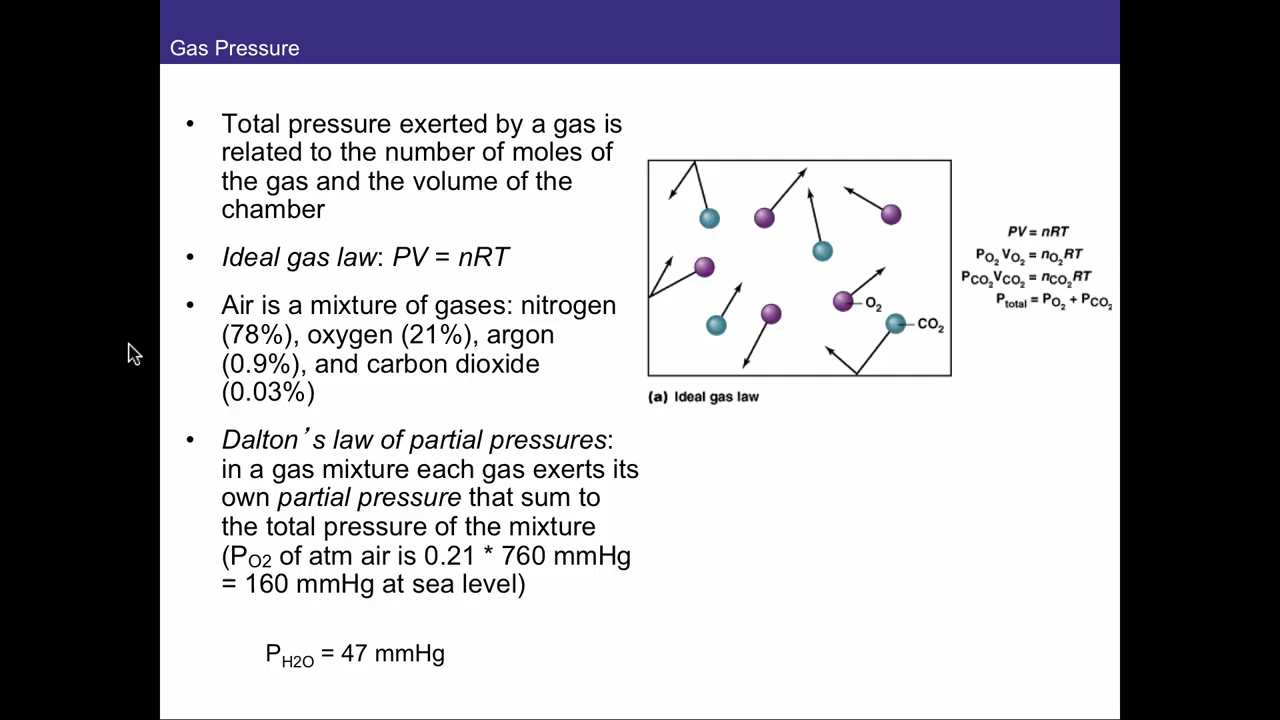 Gas Pressure
• Total pressure exerted by a gas is
related to the number of moles of
the gas and the volume of the
chamber
• Ideal gas law: PV = nRT
• Air is a mixture of gases: nitrogen
(78%), oxygen (21%), argon
(0.9%), and carbon dioxide
(0.03%)
• Dalton’s law of partial pressures:
in a gas mixture each gas exerts its
own partial pressure that sum to
the total pressure of the mixture
(PO2 of atm air is 0.21 * 760 mmHg
= 160 mmHg at sea level)
PH2O = 47 mmHg
O2
CO2
(a) Ideal gas law
PV = nRT
PO2VO2 = nO2RT
PCO2VCO2 = nCO2RT
Ptotal = PO2 + PCO2